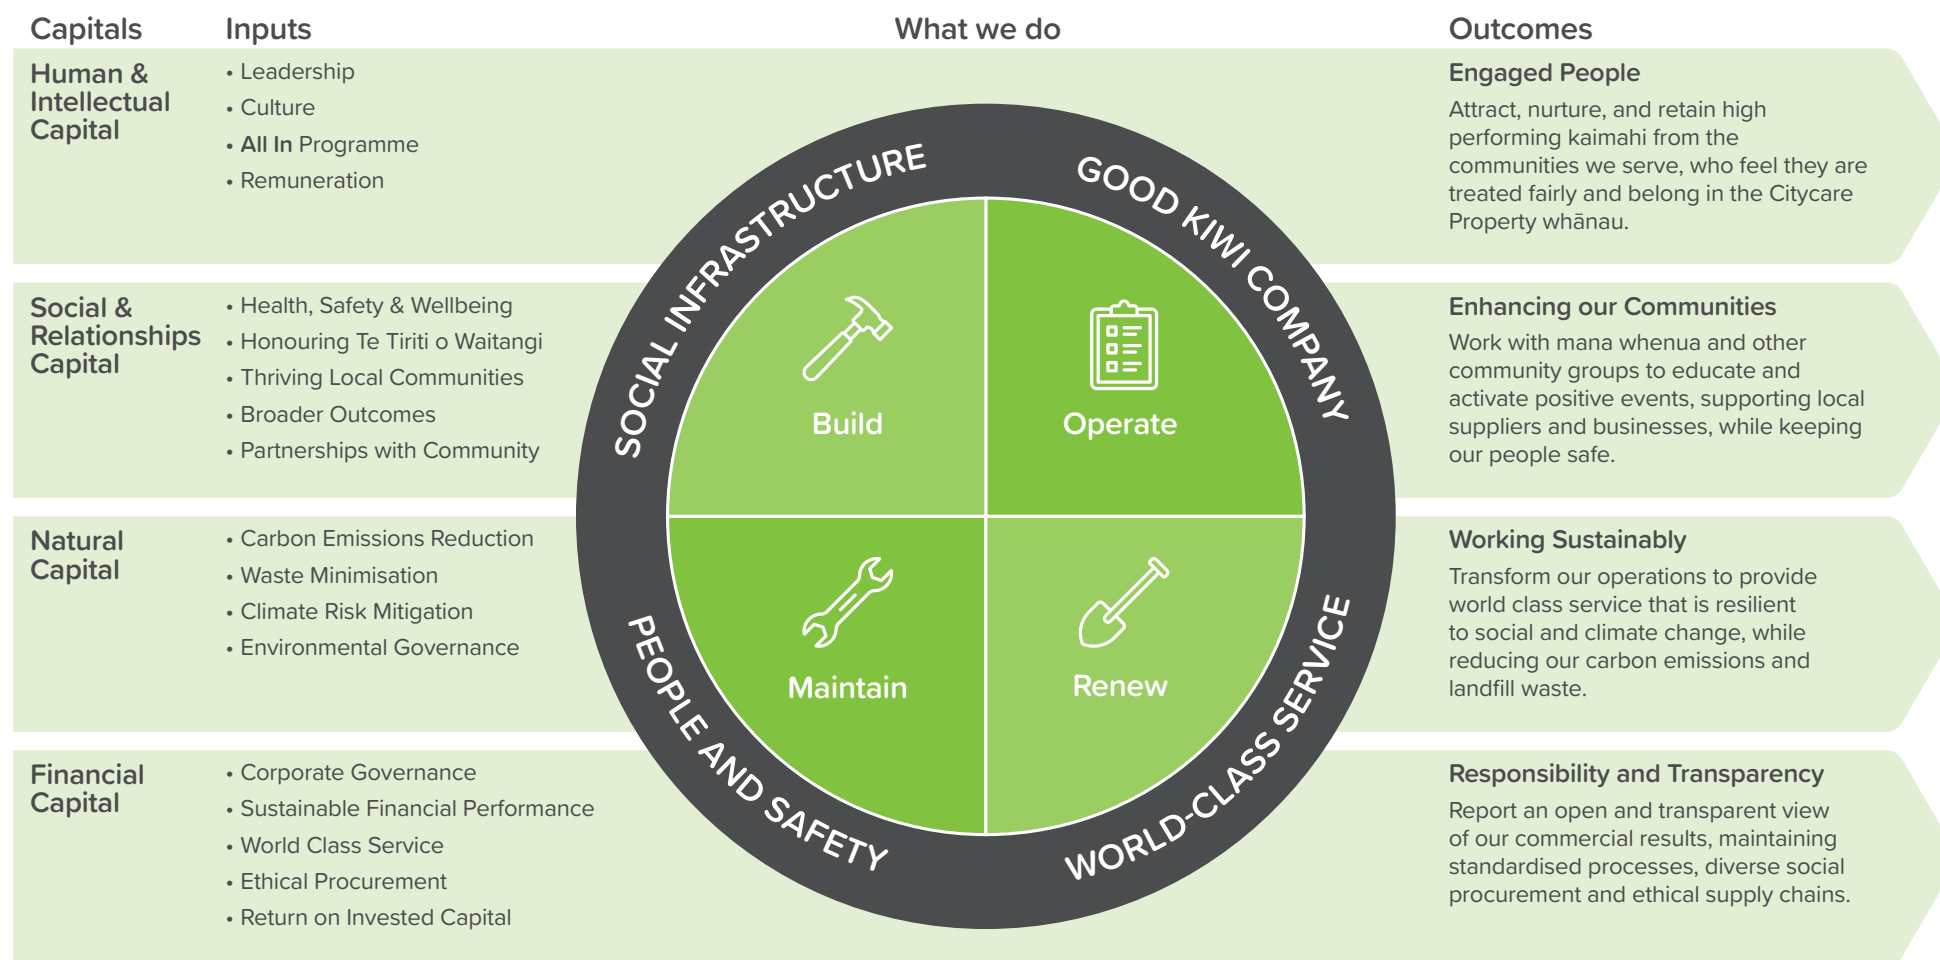 Capitals
Inputs
What we do
Outcomes
Human &
Intellectual
Capital
• Leadership
• Culture
• All In Programme
• Remuneration
Engaged People
Attract, nurture, and retain high
performing kaimahi from the
communities we serve, who feel they are
treated fairly and belong in the Citycare
Property whānau.
Social &
Relationships
Capital
• Health, Safety & Wellbeing
• Honouring Te Tiriti o Waitangi
• Thriving Local Communities
• Broader Outcomes
• Partnerships with Community
Enhancing our Communities
Work with mana whenua and other
community groups to educate and
activate positive events, supporting local
suppliers and businesses, while keeping
our people safe.
Natural
Capital
• Carbon Emissions Reduction
• Waste Minimisation
• Climate Risk Mitigation
• Environmental Governance
Working Sustainably
Transform our operations to provide
world class service that is resilient
to social and climate change, while
reducing our carbon emissions and
landfill waste.
Financial
Capital
• Corporate Governance
• Sustainable Financial Performance
• World Class Service
• Ethical Procurement
• Return on Invested Capital
Responsibility and Transparency
Report an open and transparent view
of our commercial results, maintaining
standardised processes, diverse social
procurement and ethical supply chains.
SOCIAL INFRASTRUCTURE
GOOD KIWI COMPANY
PEOPLE AND SAFETY
WORLD-CLASS SERVICE
Build
Operate
Maintain
Renew